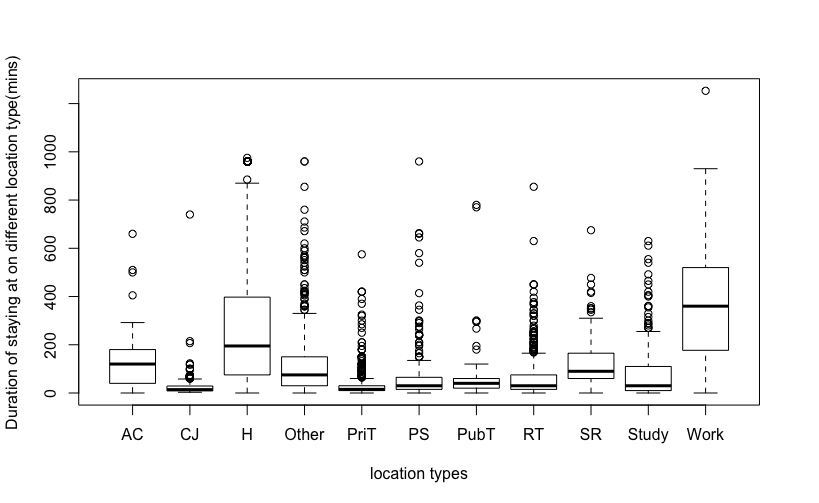 Duration of staying at on different location type(mins)
1000
800
600
400
200
0
AC CJ H Other PriT PS PubT RT SR Study Work
location types